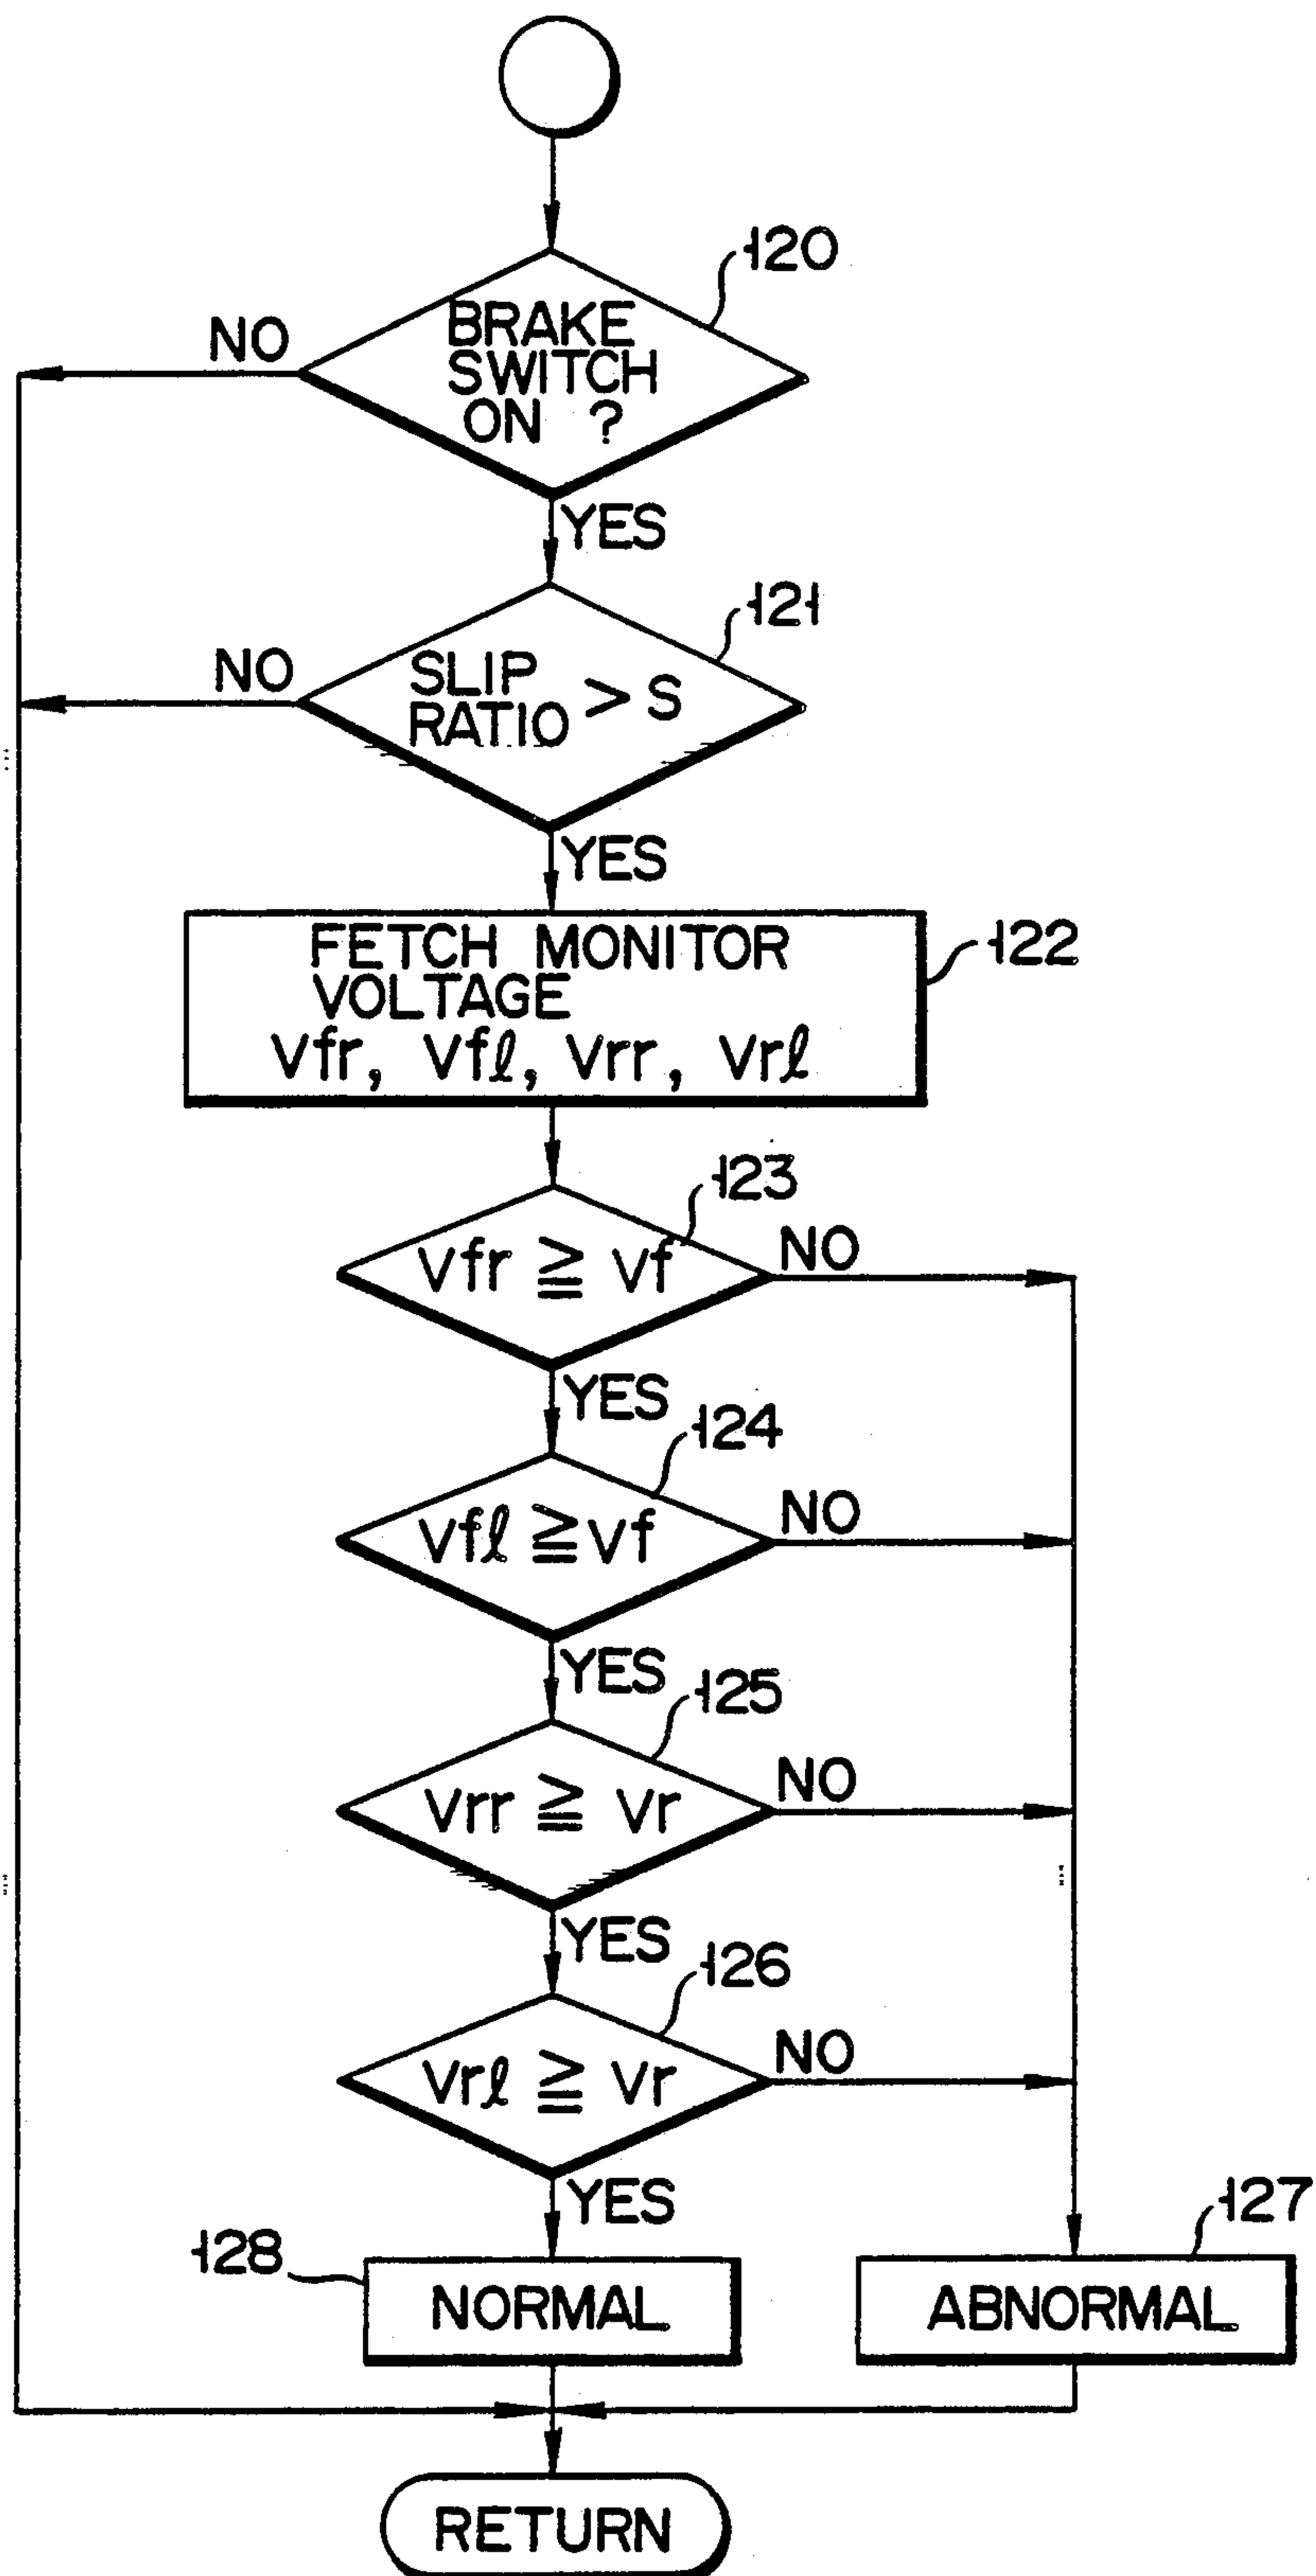 120
BRAKE
SWITCH
ON ?
NO
YES
121
SLIP
RATIO > S
NO
YES
122
FETCH MONITOR
VOLTAGE
Vfr, Vfℓ, Vrr, Vrℓ
123
Vfr ≧ Vf
NO
YES
124
Vfℓ ≧ Vf
NO
YES
125
Vrr ≧ Vr
NO
YES
126
Vrℓ ≧ Vr
NO
YES
128
NORMAL
127
ABNORMAL
RETURN